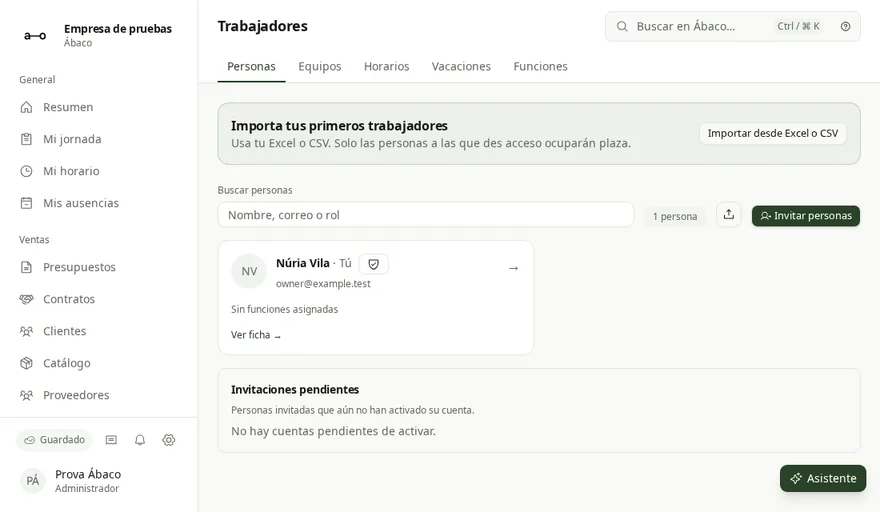 Empresa de pruebas
Ábaco
General
Resumen
Mi jornada
Mi horario
Mis ausencias
Ventas
Presupuestos
Contratos
Clientes
Catálogo
Proveedores
Guardado
PÁ
Prova Ábaco
Administrador
Trabajadores
Buscar en Ábaco...
Ctrl / ⌘ K
Personas
Equipos
Horarios
Vacaciones
Funciones
Importa tus primeros trabajadores
Usa tu Excel o CSV. Solo las personas a las que des acceso ocuparán plaza.
Importar desde Excel o CSV
Buscar personas
Nombre, correo o rol
1 persona
Invitar personas
NV
Núria Vila · Tú
→
owner@example.test
Sin funciones asignadas
Ver ficha →
Invitaciones pendientes
Personas invitadas que aún no han activado su cuenta.
No hay cuentas pendientes de activar.
Asistente